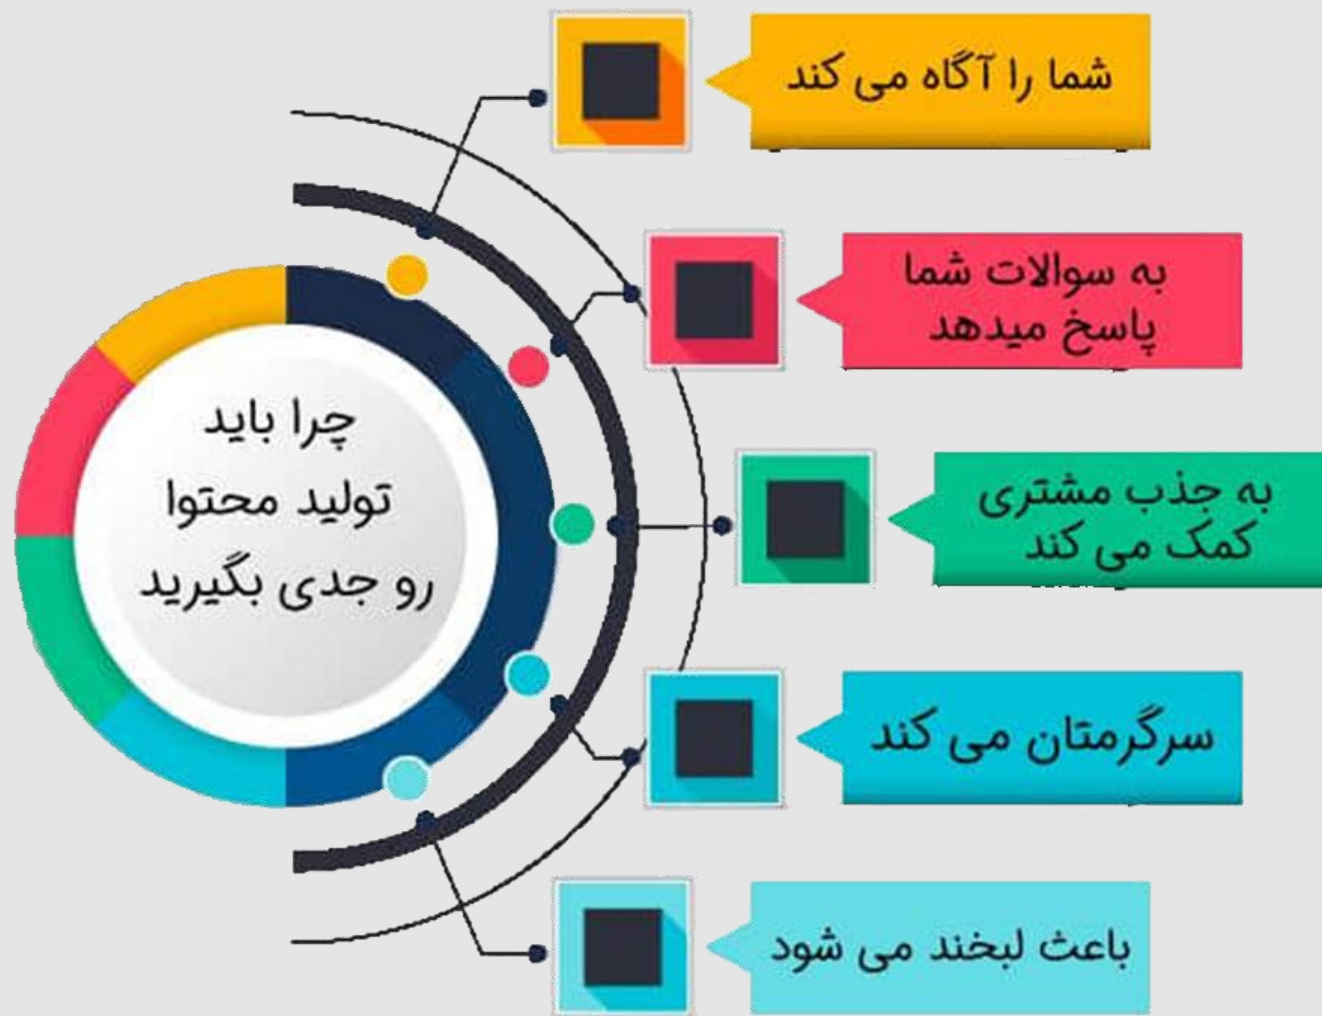 چرا باید
تولید محتوا
رو جدی بگیرید
شما را آگاه می کند
به سوالات شما
پاسخ میدهد
به جذب مشتری
کمک می کند
سرگرمتان می کند
باعث لبخند می شود